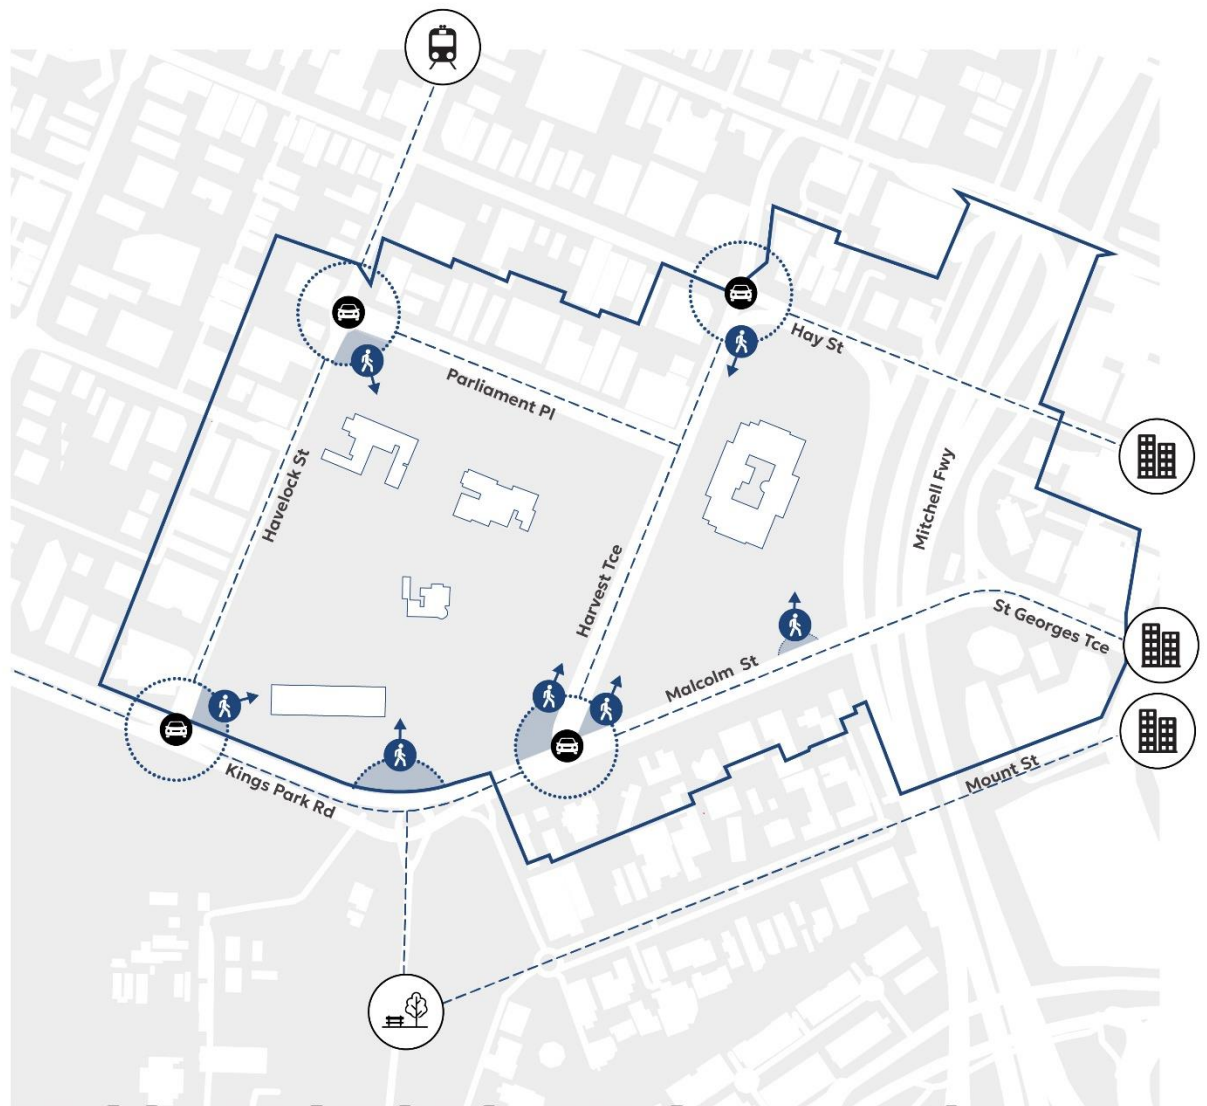 Hay St
Parliament Pl
Havelock St
Mitchell Fwy
Harvest Tce
St Georges Tce
Malcolm St
Mount St
Kings Park Rd